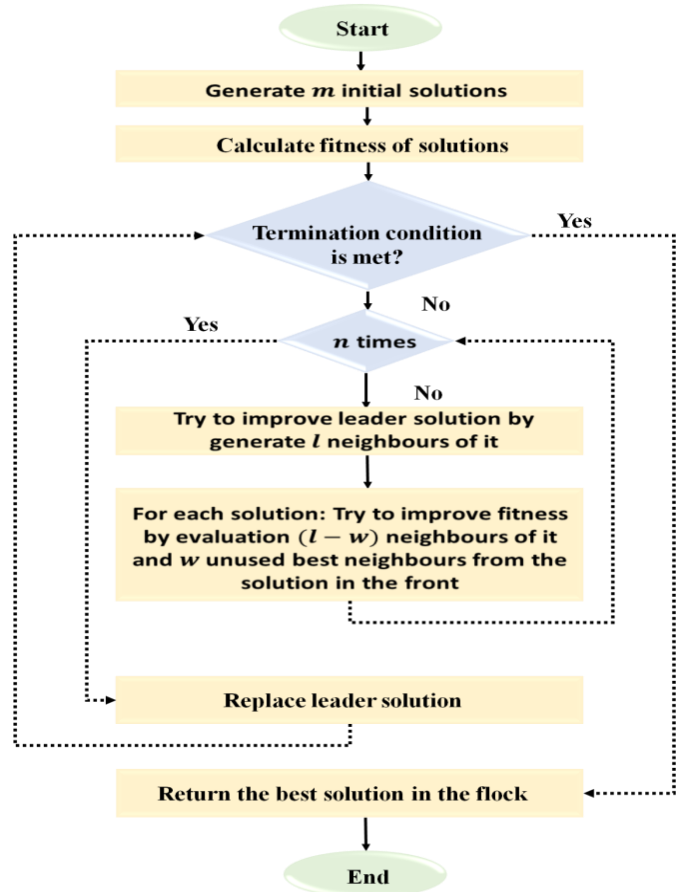 Start
Generate m initial solutions
Calculate fitness of solutions
Termination condition
is met?
Yes
No
Yes
n times
No
Try to improve leader solution by
generate l neighbours of it
For each solution: Try to improve fitness
by evaluation (l − w) neighbours of it
and w unused best neighbours from the
solution in the front
Replace leader solution
Return the best solution in the flock
End